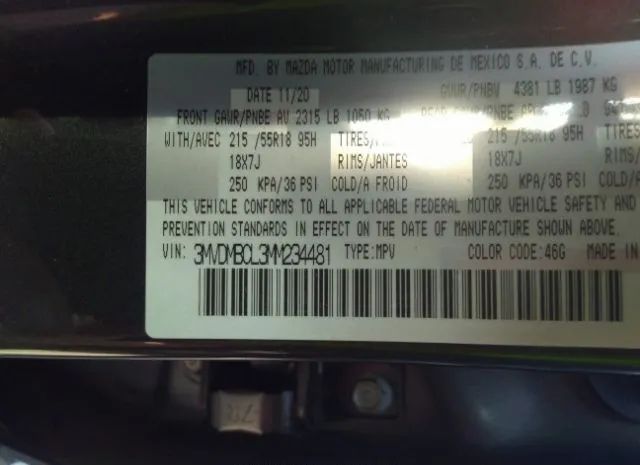 MFD. BY MAZDA MOTOR MANUFACTURING DE MEXICO S.A. DE C.V.
DATE 11/20 GVWR/PNBV 4381 LB 1987 KG
FRONT GAWR/PNBE AV 2315 LB 1050 KG
WITH/AVEC 215 /55R18 95H TIRES/ 215 /55R18 95H TIRE
18X7J RIMS/JANTES 18X7J RIMS/
250 KPA/36 PSI COLD/A FROID 250 KPA/36 PSI COLD/A
THIS VEHICLE CONFORMS TO ALL APPLICABLE FEDERAL MOTOR VEHICLE SAFETY AND
PREVENTION STANDARDS IN EFFECT ON THE DATE OF MANUFACTURE SHOWN ABOVE.
VIN: 3MVDMBCL3MM234481 TYPE:MPV COLOR CODE:46G MADE IN